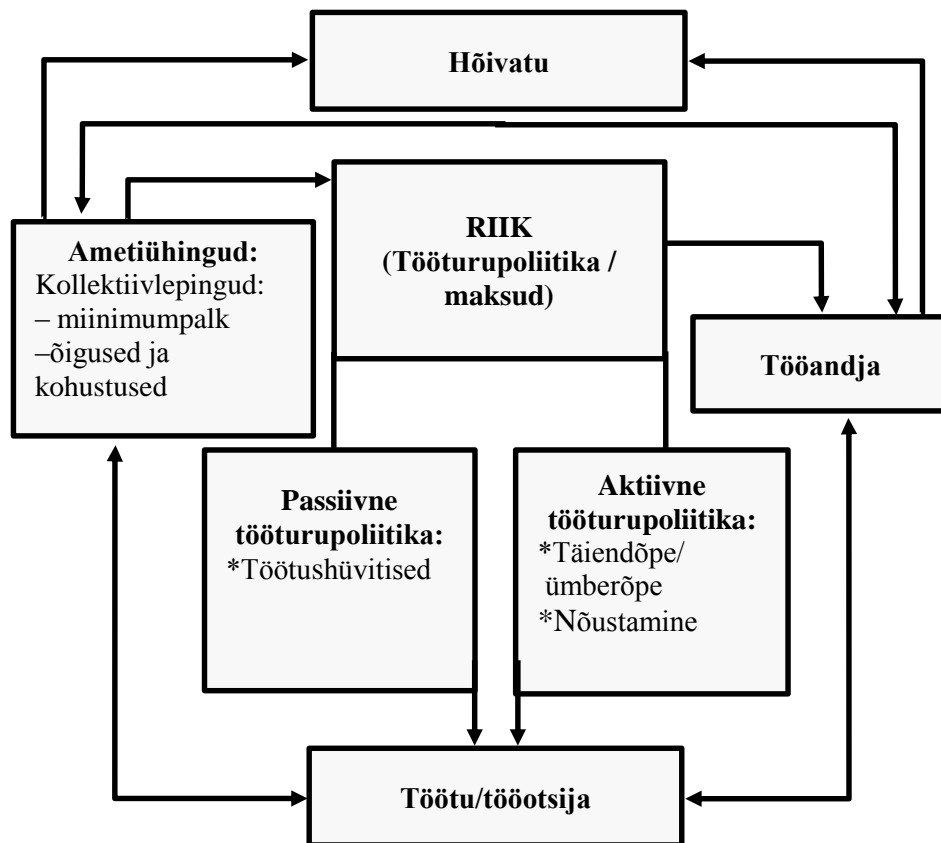 Hõivatu
RIIK
(Tööturupoliitika /
maksud)
Ametiühingud:
Kollektiivlepingud:
– miinimumpalk
–õigused ja
kohustused
Tööandja
Passiivne
tööturupoliitika:
*Töötushüvitised
Aktiivne
tööturupoliitika:
*Täiendõpe/
ümberõpe
*Nõustamine
Töötu/tööotsija